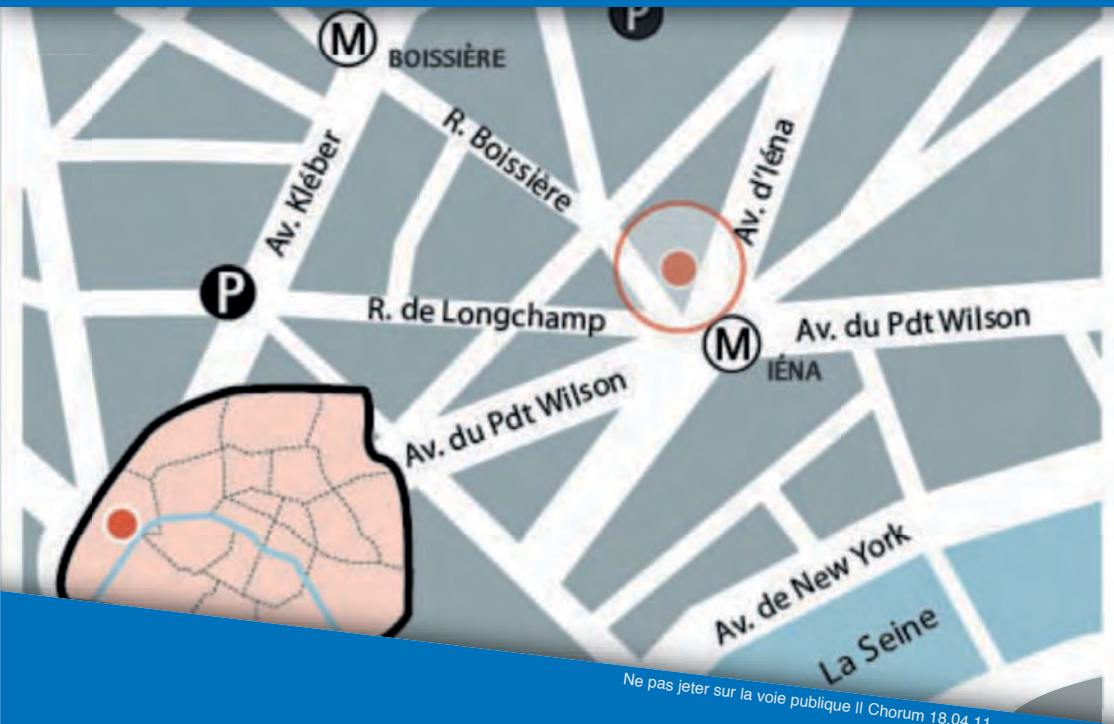 P
M
BOISSIÈRE
R. Boissière
Av. Kléber
Av. d'Iéna
P
R. de Longchamp
Av. du Pdt Wilson
M
IÉNA
Av. du Pdt Wilson
Av. de New York
La Seine
Ne pas jeter sur la voie publique II Chorum 18.04.11